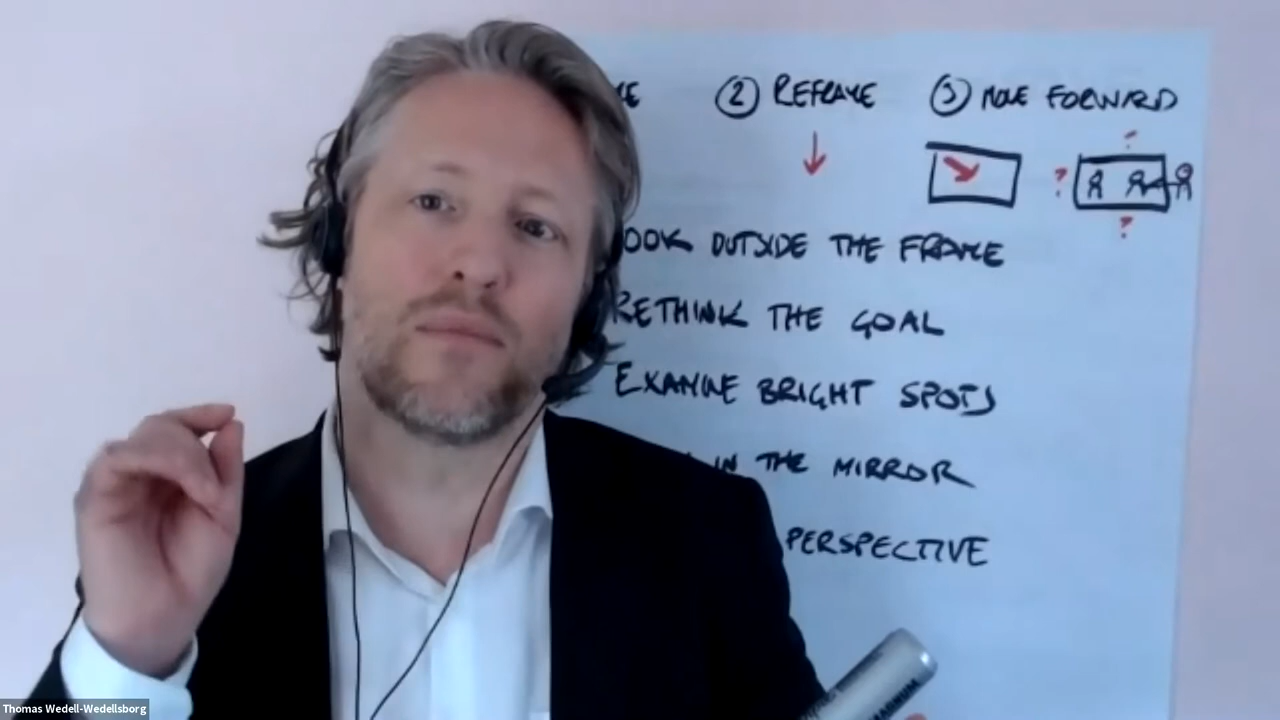 ② REFRAME ③ MOVE FORWARD
? ?
?
OOK OUTSIDE THE FRAME
RETHINK THE GOAL
EXAMINE BRIGHT SPOTS
IN THE MIRROR
PERSPECTIVE
Thomas Wedell-Wedellsborg